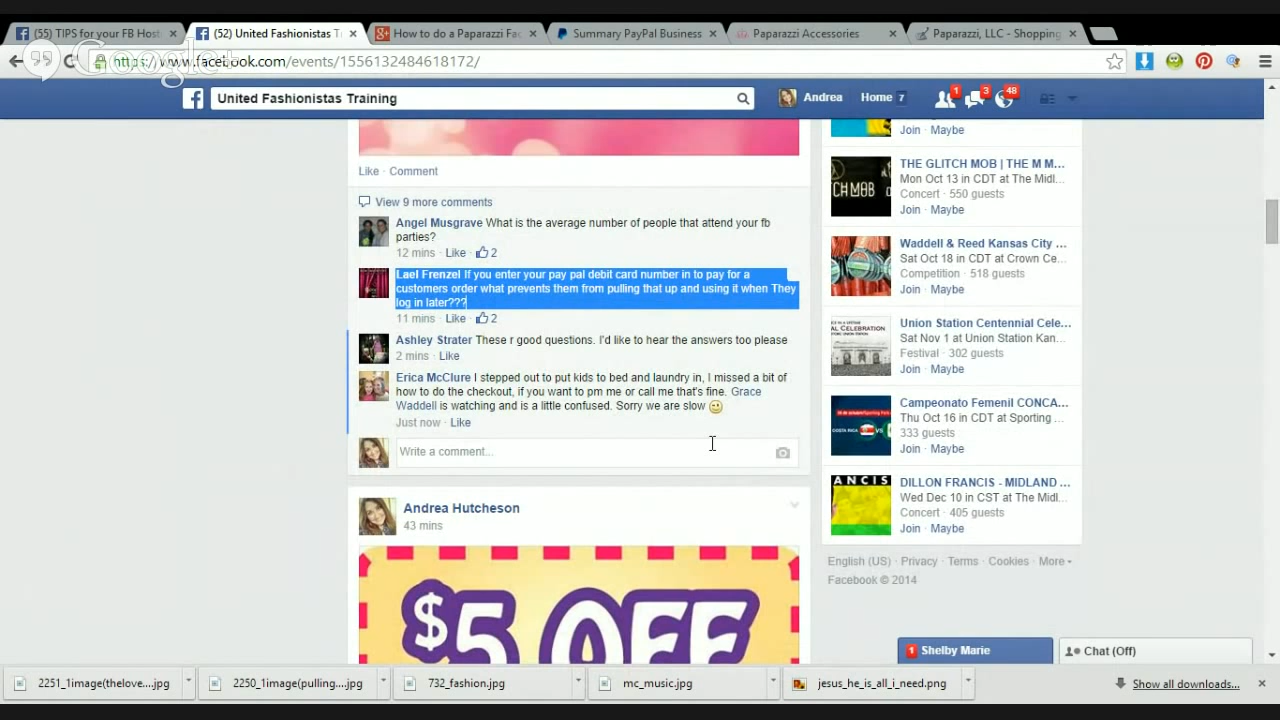 (55) TIPS for your FB Host
(52) United Fashionistas Tr
How to do a Paparazzi Fac
Summary PayPal Business
Paparazzi Accessories
Paparazzi, LLC - Shopping
Google+
https://www.facebook.com/events/1556132484618172/
United Fashionistas Training
Andrea
Home 7
1
3
48
Like · Comment
View 9 more comments
Angel Musgrave What is the average number of people that attend your fb
parties?
12 mins · Like · 2
Lael Frenzel If you enter your pay pal debit card number in to pay for a
customers order what prevents them from pulling that up and using it when They
log in later???
11 mins · Like · 2
Ashley Strater These r good questions. I'd like to hear the answers too please
2 mins · Like
Erica McClure I stepped out to put kids to bed and laundry in, I missed a bit of
how to do the checkout, if you want to pm me or call me that's fine. Grace
Waddell is watching and is a little confused. Sorry we are slow
Just now · Like
Write a comment...
Andrea Hutcheson
43 mins
$5 OFF
Join · Maybe
THE GLITCH MOB | THE M M...
Mon Oct 13 in CDT at The Midl...
Concert · 550 guests
Join · Maybe
TCH MOB
Waddell & Reed Kansas City ...
Sat Oct 18 in CDT at Crown Ce...
Competition · 518 guests
Join · Maybe
Union Station Centennial Cele...
Sat Nov 1 at Union Station Kan...
Festival · 302 guests
Join · Maybe
Campeonato Femenil CONCA...
Thu Oct 16 in CDT at Sporting ...
333 guests
Join · Maybe
DILLON FRANCIS - MIDLAND ...
Wed Dec 10 in CST at The Midl...
Concert · 405 guests
Join · Maybe
ANCIS
English (US) · Privacy · Terms · Cookies · More
Facebook © 2014
1 Shelby Marie
Chat (Off)
2251_1image(thelove....jpg
2250_1image(pulling....jpg
732_fashion.jpg
mc_music.jpg
jesus_he_is_all_i_need.png
Show all downloads...